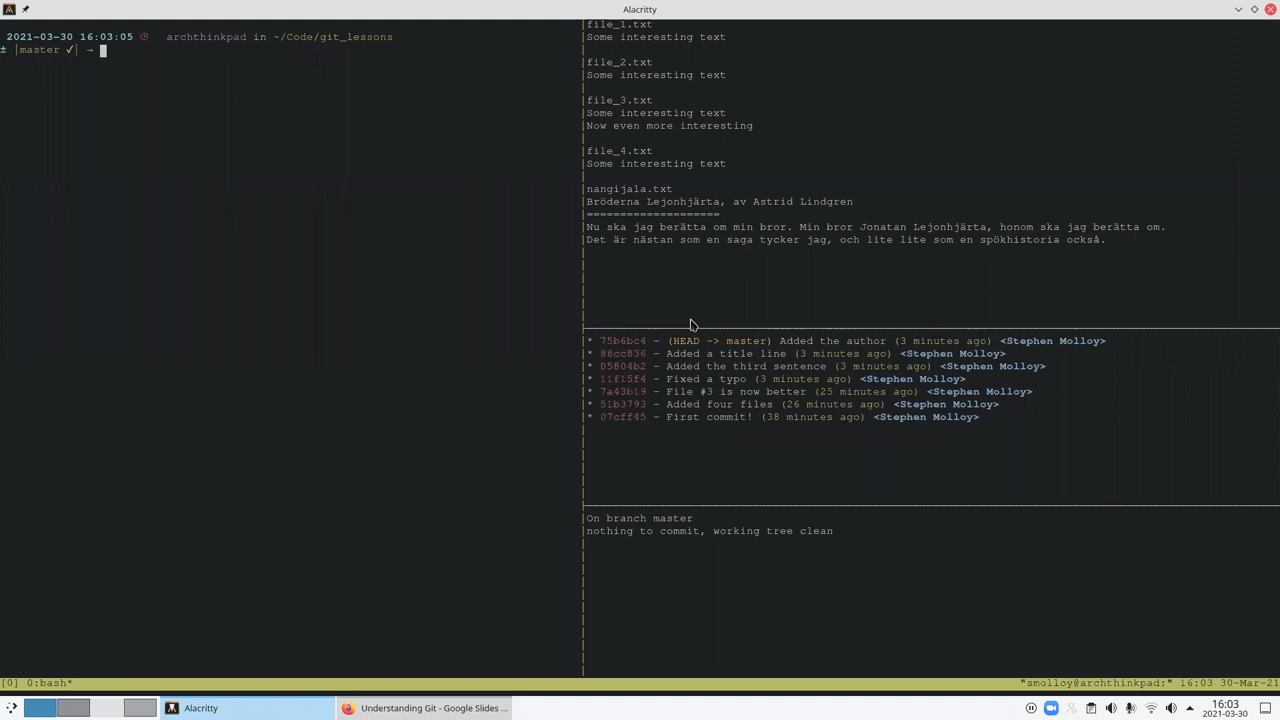 Alacritty
2021-03-30 16:03:05 archthinkpad in ~/Code/git_lessons
± |master ✓| →
file_1.txt
Some interesting text
file_2.txt
Some interesting text
file_3.txt
Some interesting text
Now even more interesting
file_4.txt
Some interesting text
nangijala.txt
Bröderna Lejonhjärta, av Astrid Lindgren
====================
Nu ska jag berätta om min bror. Min bror Jonatan Lejonhjärta, honom ska jag berätta om.
Det är nästan som en saga tycker jag, och lite lite som en spökhistoria också.
* 75b6bc4 - (HEAD -> master) Added the author (3 minutes ago) <Stephen Molloy>
* 88cc836 - Added a title line (3 minutes ago) <Stephen Molloy>
* 05804b2 - Added the third sentence (3 minutes ago) <Stephen Molloy>
* 11f15f4 - Fixed a typo (3 minutes ago) <Stephen Molloy>
* 7a43b19 - File #3 is now better (25 minutes ago) <Stephen Molloy>
* 51b3793 - Added four files (26 minutes ago) <Stephen Molloy>
* 07cff45 - First commit! (38 minutes ago) <Stephen Molloy>
On branch master
nothing to commit, working tree clean
[0] 0:bash* "smolloy@archthinkpad:" 16:03 30-Mar-21
Alacritty
Understanding Git - Google Slides ...
16:03
2021-03-30